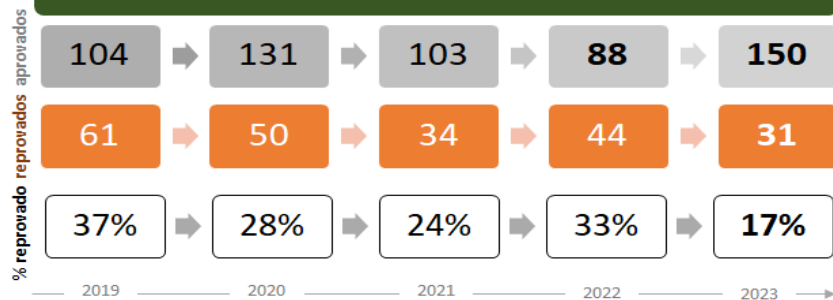 aprovados
104 131 103 88 150
reprovados
61 50 34 44 31
% reprovado
37% 28% 24% 33% 17%
2019 2020 2021 2022 2023